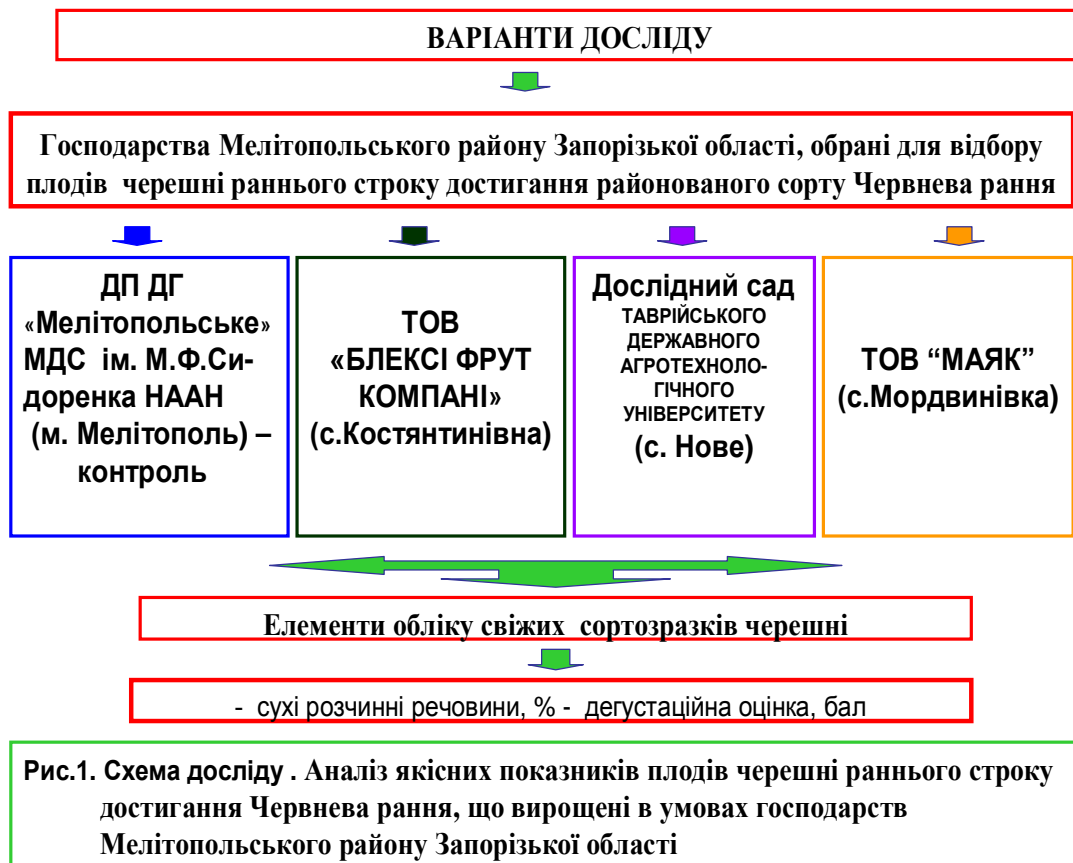 ВАРІАНТИ ДОСЛІДУ
Господарства Мелітопольського району Запорізької області, обрані для відбору
плодів черешні раннього строку достигання районованого сорту Червнева рання
ДП ДГ
«Мелітопольське»
МДС ім. М.Ф.Си-
доренка НААН
(м. Мелітополь) –
контроль
ТОВ
«БЛЕКСІ ФРУТ
КОМПАНІ»
(с.Костянтинівна)
Дослідний сад
ТАВРІЙСЬКОГО
ДЕРЖАВНОГО
АГРОТЕХНОЛО-
ГІЧНОГО
УНІВЕРСИТЕТУ
(с. Нове)
ТОВ “МАЯК”
(с.Мордвинівка)
Елементи обліку свіжих сортозразків черешні
- сухі розчинні речовини, % - дегустаційна оцінка, бал
Рис.1. Схема досліду . Аналіз якісних показників плодів черешні раннього строку
достигання Червнева рання, що вирощені в умовах господарств
Мелітопольського району Запорізької області